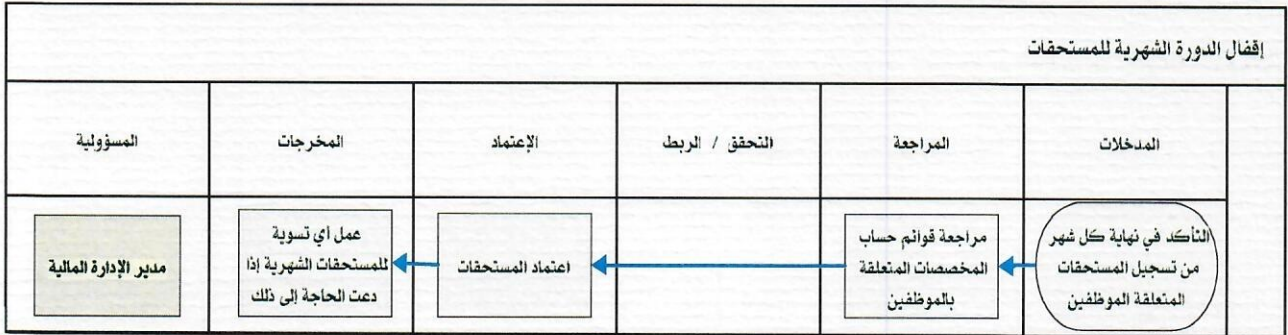 إقفال الدورة الشهرية للمستحقات
المدخلات
المراجعة
التحقق / الربط
الإعتماد
المخرجات
المسؤولية
التأكد في نهاية كل شهر
من تسجيل المستحقات
المتعلقة الموظفين
مراجعة قوائم حساب
المخصصات المتعلقة
بالموظفين
اعتماد المستحقات
عمل أي تسوية
للمستحقات الشهرية إذا
دعت الحاجة إلى ذلك
مدير الإدارة المالية